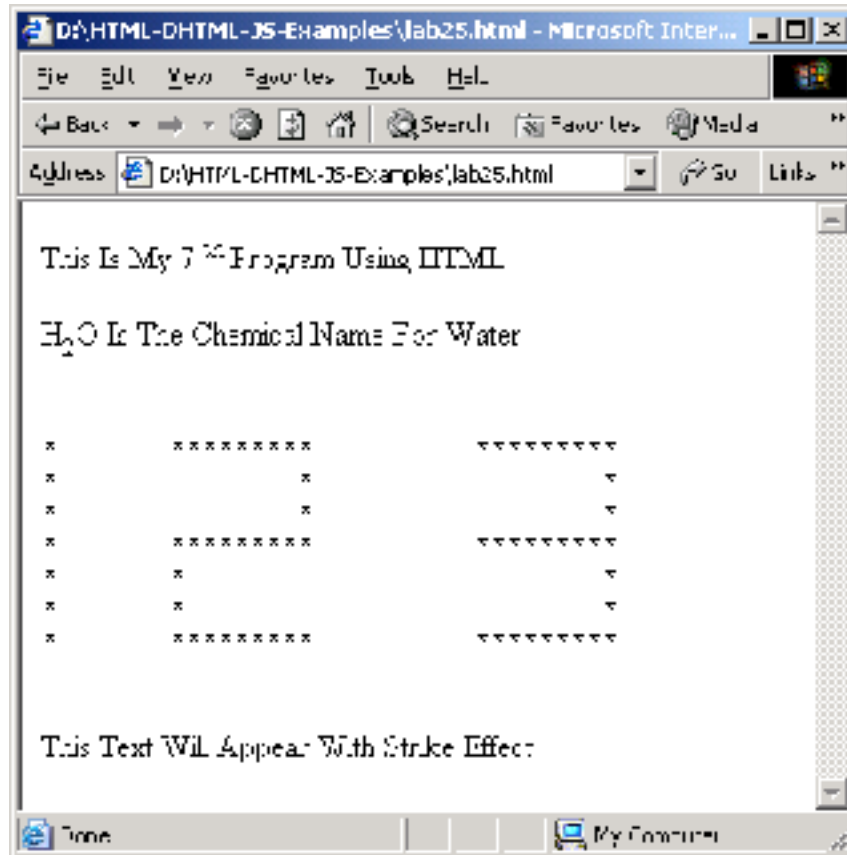 D:\HTML-DHTML-JS-Examples\lab25.html - Microsoft Inter...
File Edit View Favorites Tools Help
Back Search Favorites Media
Address D:\HTML-DHTML-JS-Examples\lab25.html Go Links
This Is My 7 Program Using HTML
H₂O Is The Chemical Name For Water
* ********* *********
* * *
* * *
* ********* *********
* * *
* * *
* ********* *********
This Text Will Appear With Strike Effect
Done My Computer